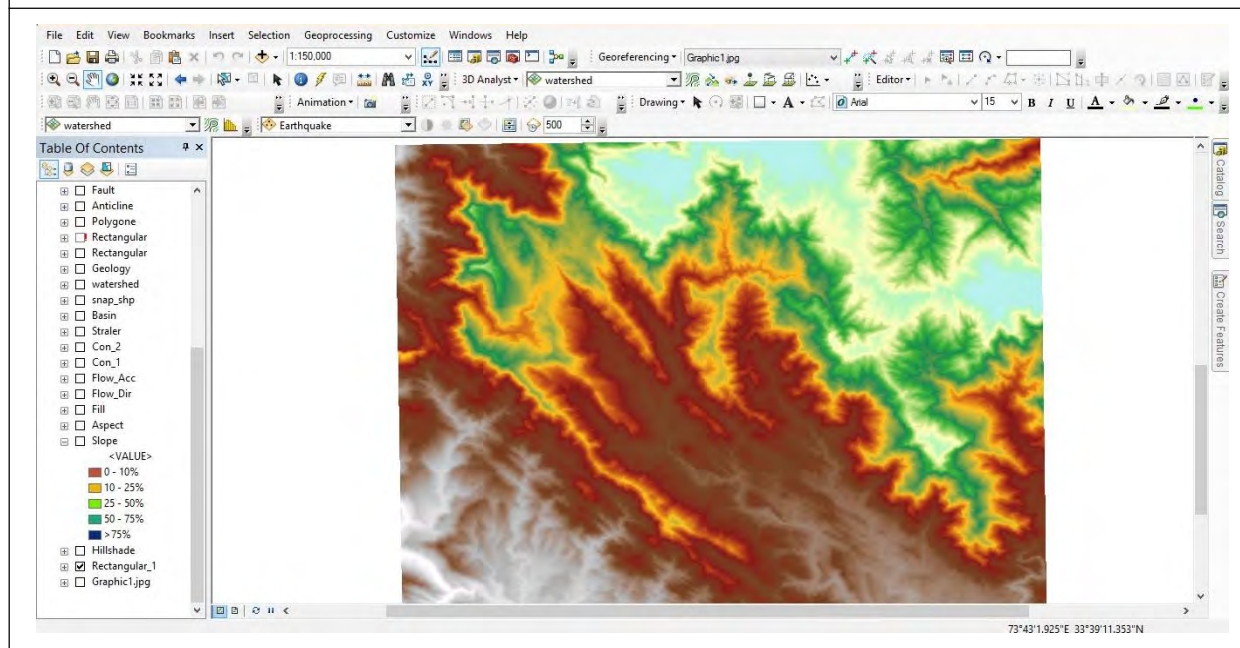 File Edit View Bookmarks Insert Selection Geoprocessing Customize Windows Help
1:150,000 Georeferencing Graphic1.jpg
3D Analyst watershed Editor
Animation Drawing A Arial 15 B I U A
watershed Earthquake 500
Table Of Contents
Fault
Anticline
Polygone
Rectangular
Rectangular
Geology
watershed
snap_shp
Basin
Straler
Con_2
Con_1
Flow_Acc
Flow_Dir
Fill
Aspect
Slope
<VALUE>
0 - 10%
10 - 25%
25 - 50%
50 - 75%
>75%
Hillshade
Rectangular_1
Graphic1.jpg
Catalog
Search
Create Features
73°43'1.925"E 33°39'11.353"N